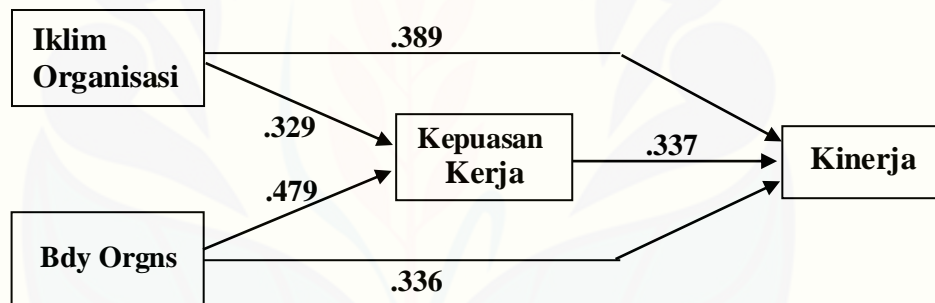 Iklim
Organisasi
.389
.329
Kepuasan
Kerja
.337
Kinerja
.479
Bdy Orgns
.336